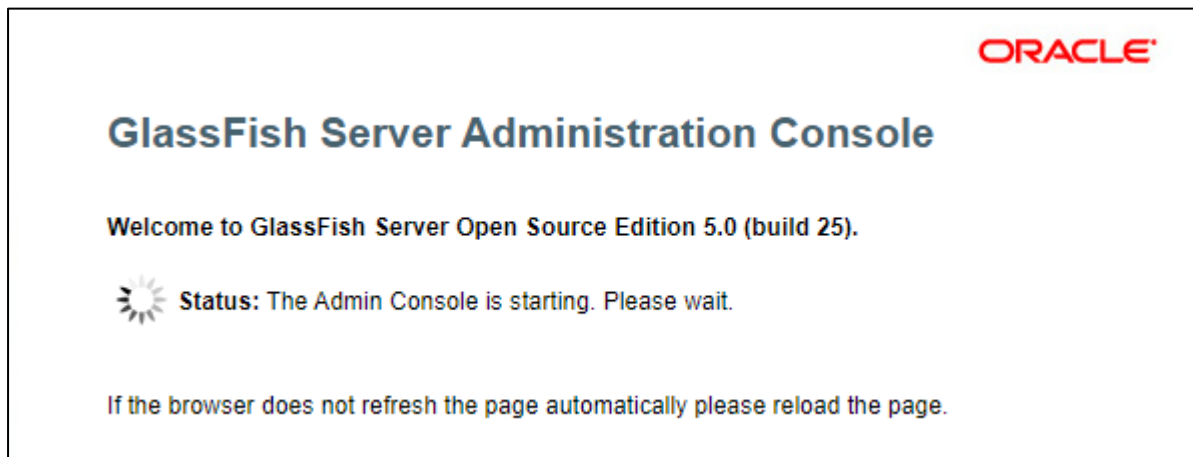 ORACLE
GlassFish Server Administration Console
Welcome to GlassFish Server Open Source Edition 5.0 (build 25).
Status: The Admin Console is starting. Please wait.
If the browser does not refresh the page automatically please reload the page.